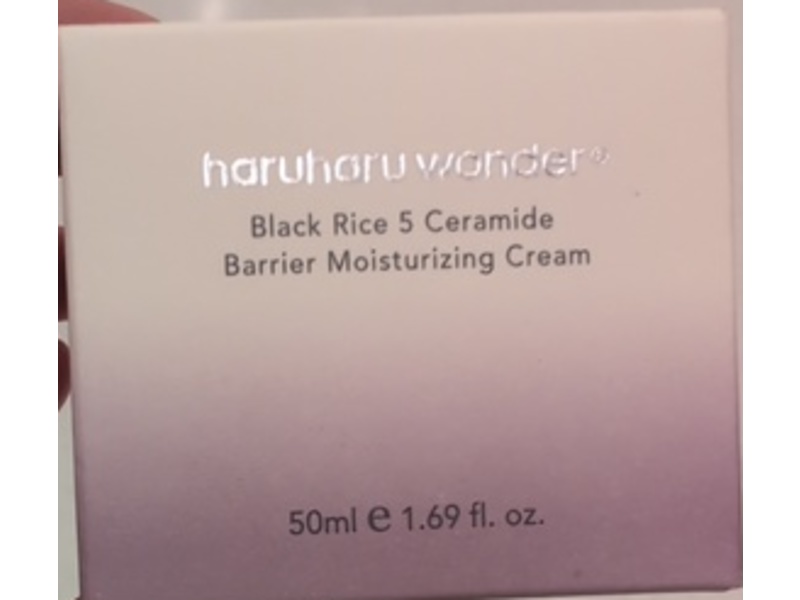 haruharu wonder®
Black Rice 5 Ceramide
Barrier Moisturizing Cream
50ml ℮ 1.69 fl. oz.